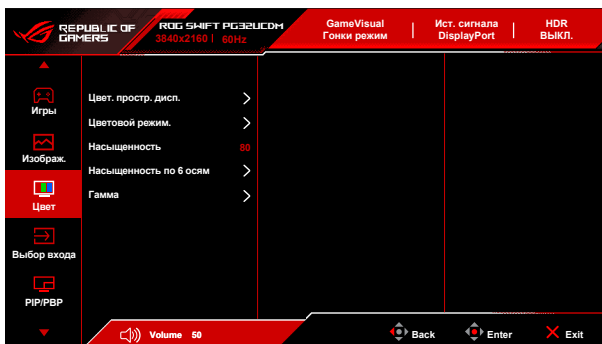 REPUBLIC OF
GAMERS
ROG SWIFT PG32UCDM
3840x2160 | 60Hz
GameVisual
Гонки режим
Ист. сигнала
DisplayPort
HDR
ВЫКЛ.
Игры
Изображ.
Цвет
Выбор входа
PIP/PBP
Цвет. простр. дисп.
Цветовой режим.
Насыщенность 80
Насыщенность по 6 осям
Гамма
Volume 50
Back
Enter
Exit